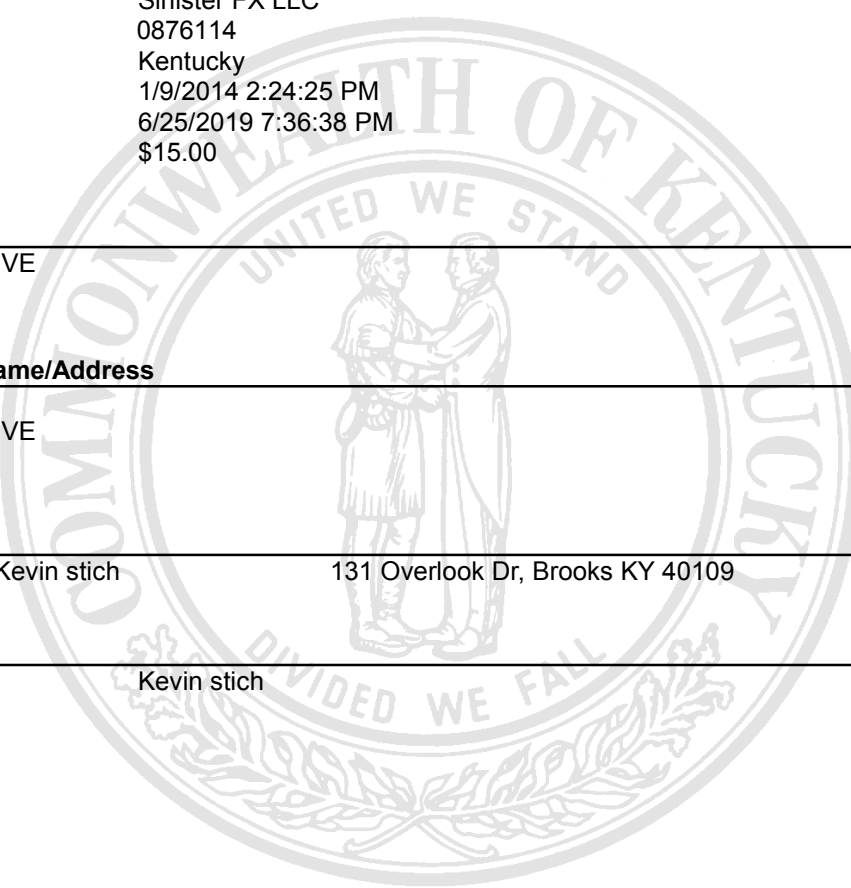 Sinister FX LLC
0876114
Kentucky
1/9/2014 2:24:25 PM
6/25/2019 7:36:38 PM
$15.00
VE
ame/Address
VE
Kevin stich 131 Overlook Dr, Brooks KY 40109
Kevin stich
COMMONWEALTH OF KENTUCKY
UNITED WE STAND
DIVIDED WE FALL